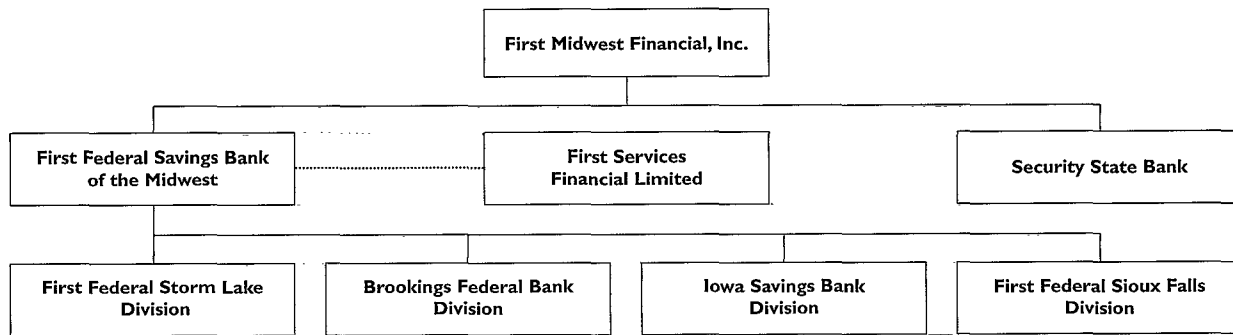 First Midwest Financial, Inc.
First Federal Savings Bank
of the Midwest
First Services
Financial Limited
Security State Bank
First Federal Storm Lake
Division
Brookings Federal Bank
Division
Iowa Savings Bank
Division
First Federal Sioux Falls
Division